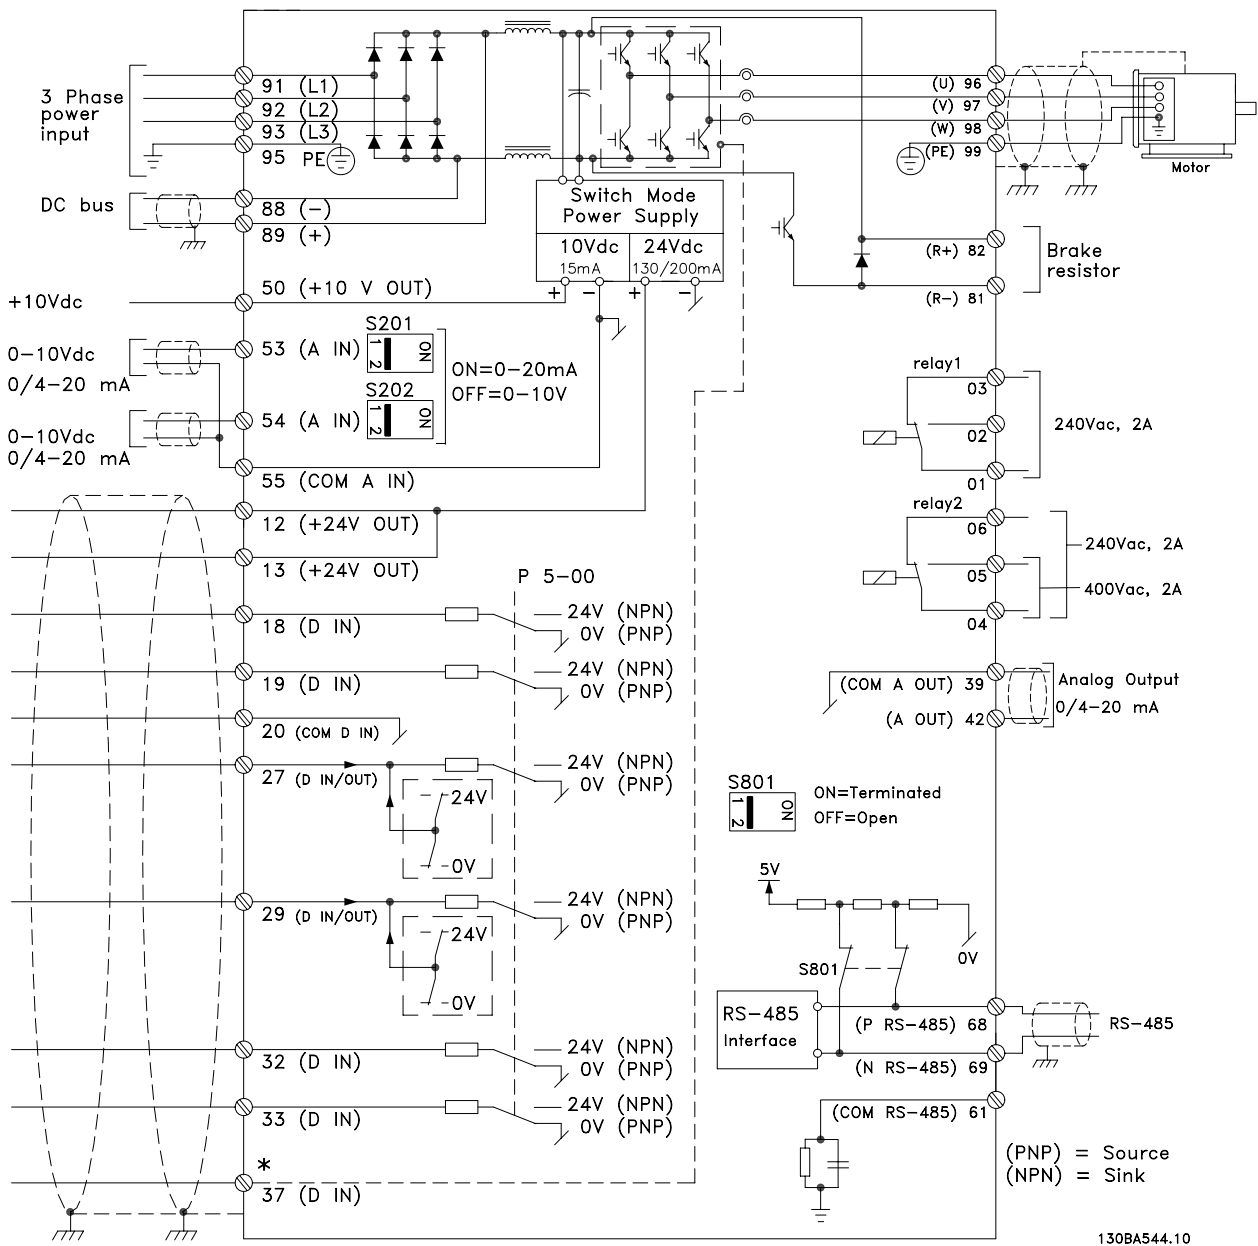 3 Phase
power
input
91 (L1)
92 (L2)
93 (L3)
95 PE
DC bus
88 (−)
89 (+)
+10Vdc
50 (+10 V OUT)
0−10Vdc
0/4−20 mA
53 (A IN)
S201
1 2
ON
ON=0−20mA
OFF=0−10V
0−10Vdc
0/4−20 mA
54 (A IN)
S202
1 2
ON
55 (COM A IN)
12 (+24V OUT)
13 (+24V OUT)
P 5−00
18 (D IN)
24V (NPN)
0V (PNP)
19 (D IN)
24V (NPN)
0V (PNP)
20 (COM D IN)
27 (D IN/OUT)
24V (NPN)
0V (PNP)
24V
0V
29 (D IN/OUT)
24V (NPN)
0V (PNP)
24V
0V
32 (D IN)
24V (NPN)
0V (PNP)
33 (D IN)
24V (NPN)
0V (PNP)
*
37 (D IN)
Switch Mode
Power Supply
10Vdc
15mA
24Vdc
130/200mA
+ − + −
(U) 96
(V) 97
(W) 98
(PE) 99
Motor
(R+) 82
(R−) 81
Brake
resistor
relay1
03
02
01
240Vac, 2A
relay2
06
05
04
240Vac, 2A
400Vac, 2A
(COM A OUT) 39
(A OUT) 42
Analog Output
0/4−20 mA
S801
1 2
ON
ON=Terminated
OFF=Open
5V
S801
0V
RS−485
Interface
(P RS−485) 68
(N RS−485) 69
RS−485
(COM RS−485) 61
(PNP) = Source
(NPN) = Sink
130BA544.10